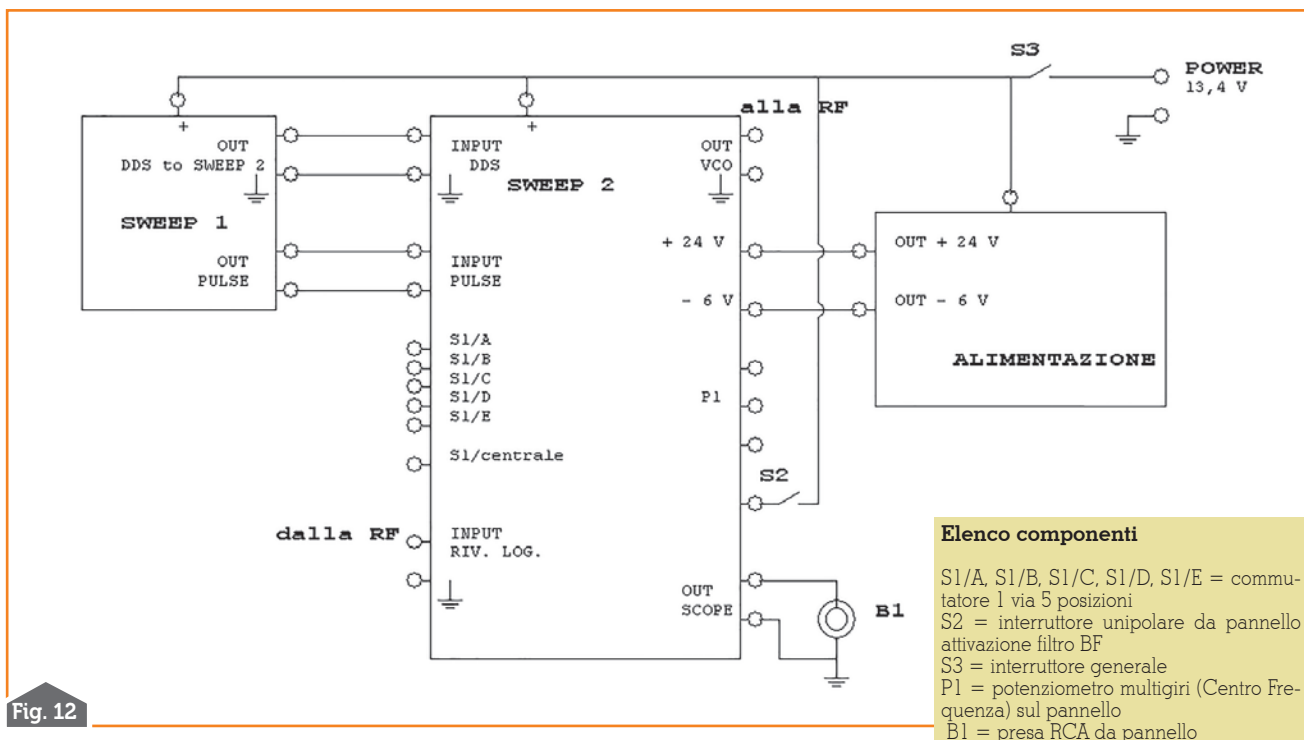 S3
POWER
13,4 V
alla RF
+
OUT
DDS to SWEEP 2
SWEEP 1
OUT
PULSE
+
INPUT
DDS
SWEEP 2
INPUT
PULSE
S1/A
S1/B
S1/C
S1/D
S1/E
S1/centrale
dalla RF
INPUT
RIV. LOG.
OUT
VCO
+ 24 V
- 6 V
P1
S2
OUT
SCOPE
B1
OUT + 24 V
OUT - 6 V
ALIMENTAZIONE
Elenco componenti
S1/A, S1/B, S1/C, S1/D, S1/E = commu-
tatore 1 via 5 posizioni
S2 = interruttore unipolare da pannello
attivazione filtro BF
S3 = interruttore generale
P1 = potenziometro multigiri (Centro Fre-
quenza) sul pannello
B1 = presa RCA da pannello
Fig. 12